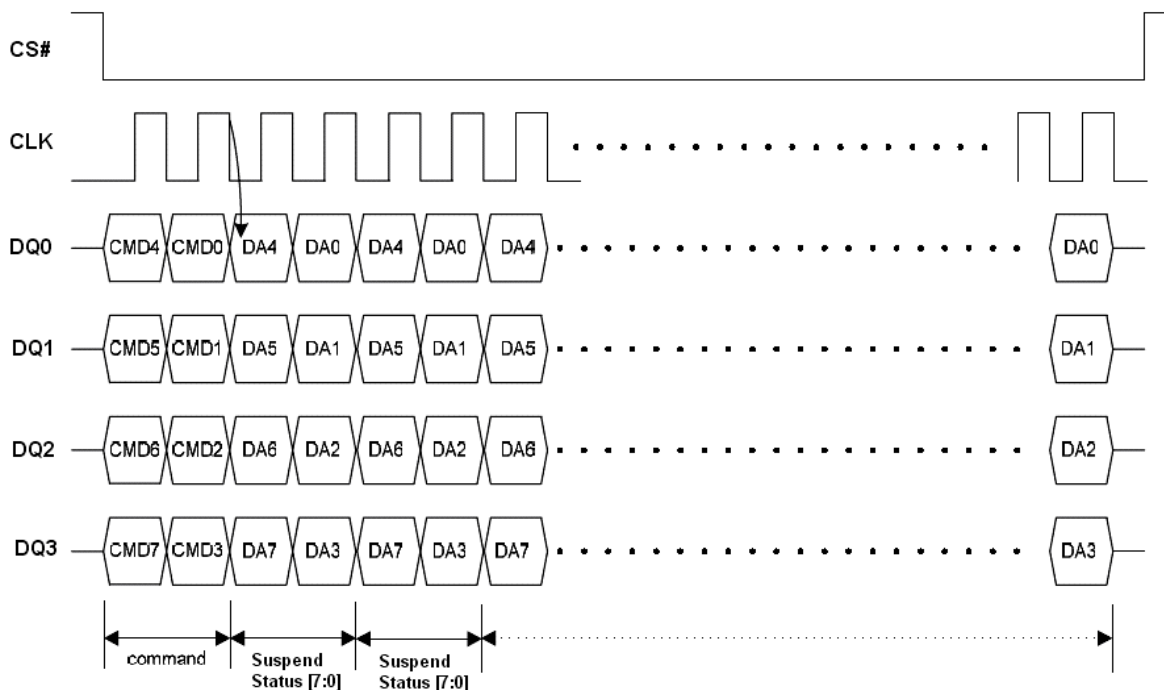 CS#
CLK
DQ0 CMD4 CMD0 DA4 DA0 DA4 DA0 DA4 DA0
DQ1 CMD5 CMD1 DA5 DA1 DA5 DA1 DA5 DA1
DQ2 CMD6 CMD2 DA6 DA2 DA6 DA2 DA6 DA2
DQ3 CMD7 CMD3 DA7 DA3 DA7 DA3 DA7 DA3
command
Suspend
Status [7:0]
Suspend
Status [7:0]